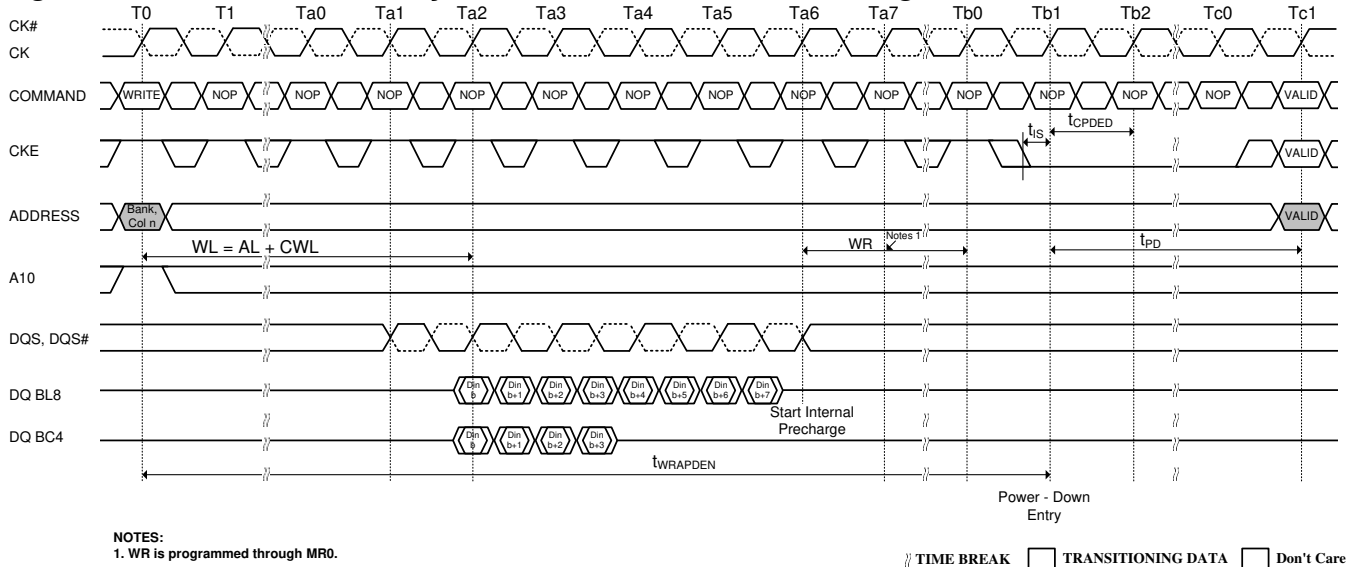 T0 T1 Ta0 Ta1 Ta2 Ta3 Ta4 Ta5 Ta6 Ta7 Tb0 Tb1 Tb2 Tc0 Tc1
CK#
CK
COMMAND WRITE NOP NOP NOP NOP NOP NOP NOP NOP NOP NOP NOP NOP NOP VALID
tIS tCPDED
CKE VALID
ADDRESS Bank, Col n VALID
WL = AL + CWL WR Notes 1 tPD
A10
DQS, DQS#
DQ BL8 Din b Din b+1 Din b+2 Din b+3 Din b+4 Din b+5 Din b+6 Din b+7
Start Internal
Precharge
DQ BC4 Din b Din b+1 Din b+2 Din b+3
tWRAPDEN
Power - Down
Entry
NOTES:
1. WR is programmed through MR0.
TIME BREAK TRANSITIONING DATA Don't Care